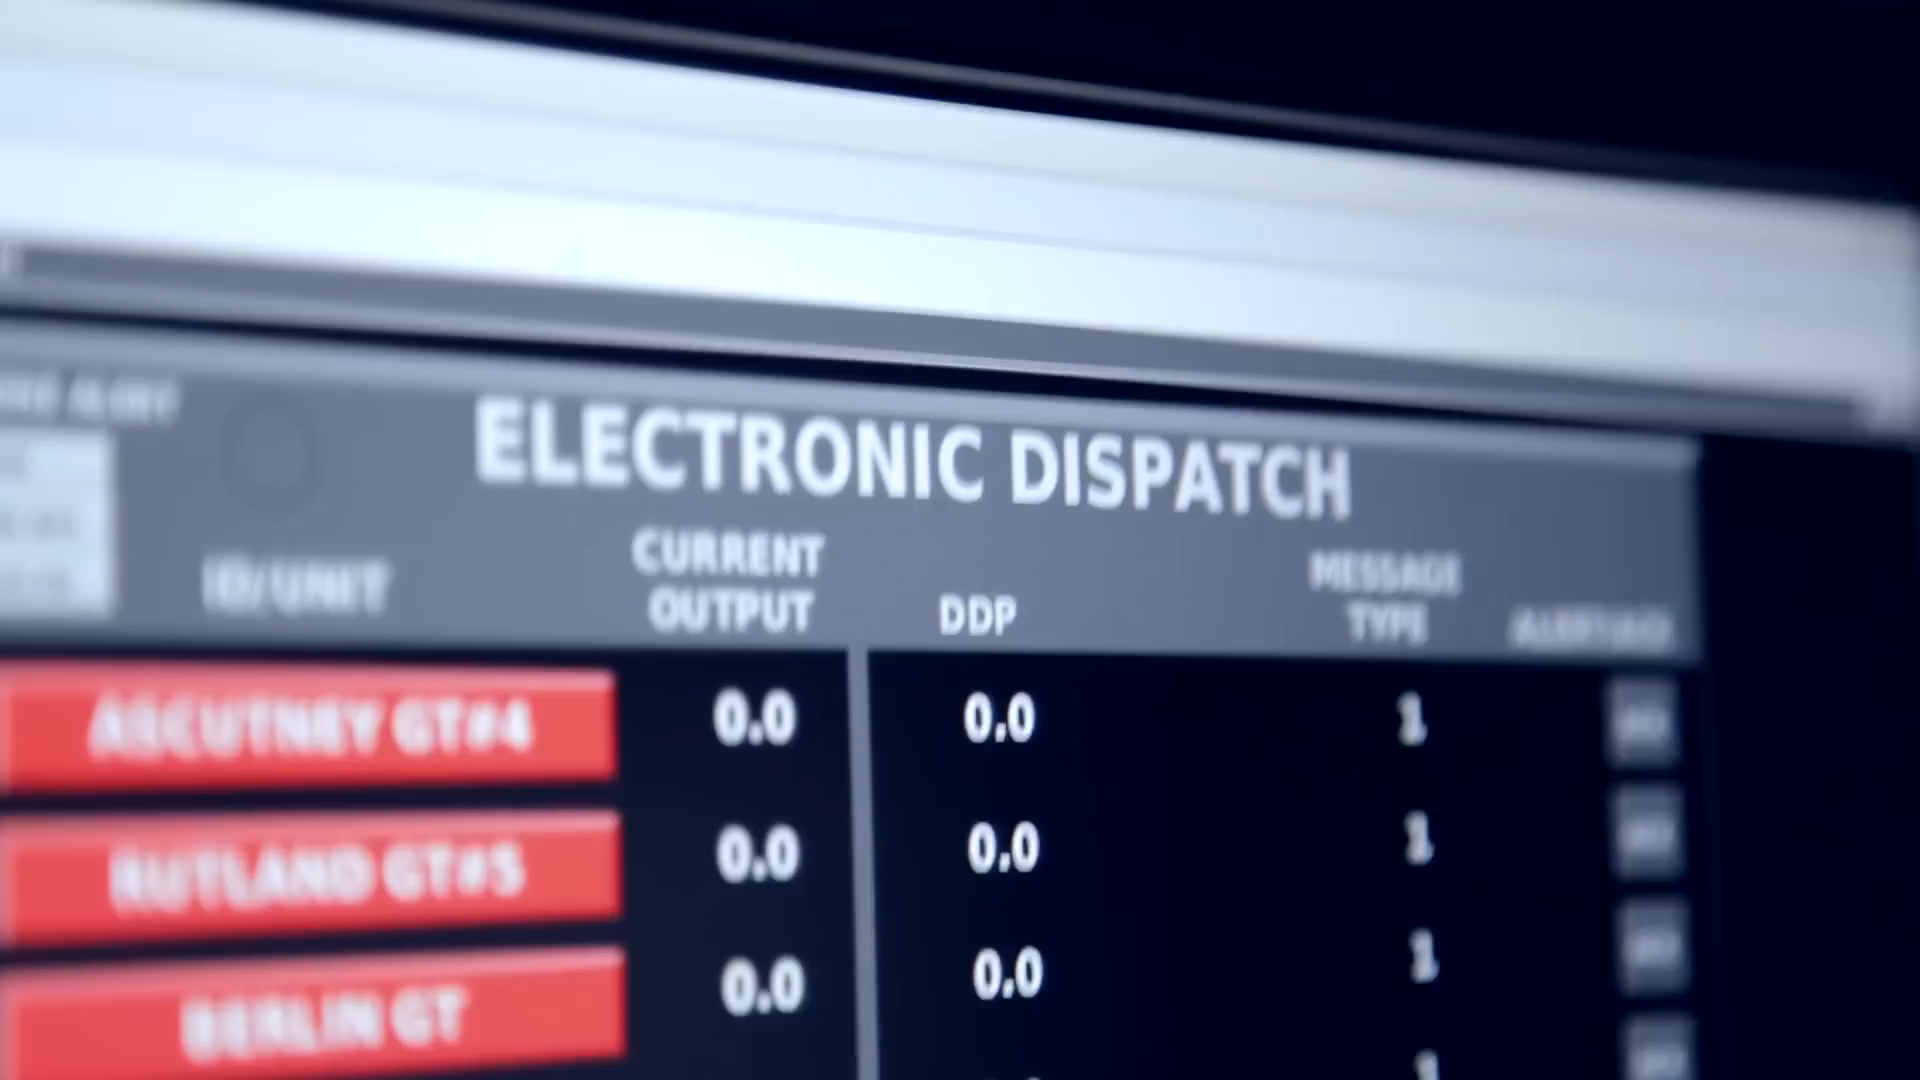 ELECTRONIC DISPATCH
ID/UNIT
CURRENT
OUTPUT
DDP
MESSAGE
TYPE
ASCUTNEY GT#4 0.0 0.0 1
RUTLAND GT#5 0.0 0.0 1
BERLIN GT 0.0 0.0 1
1